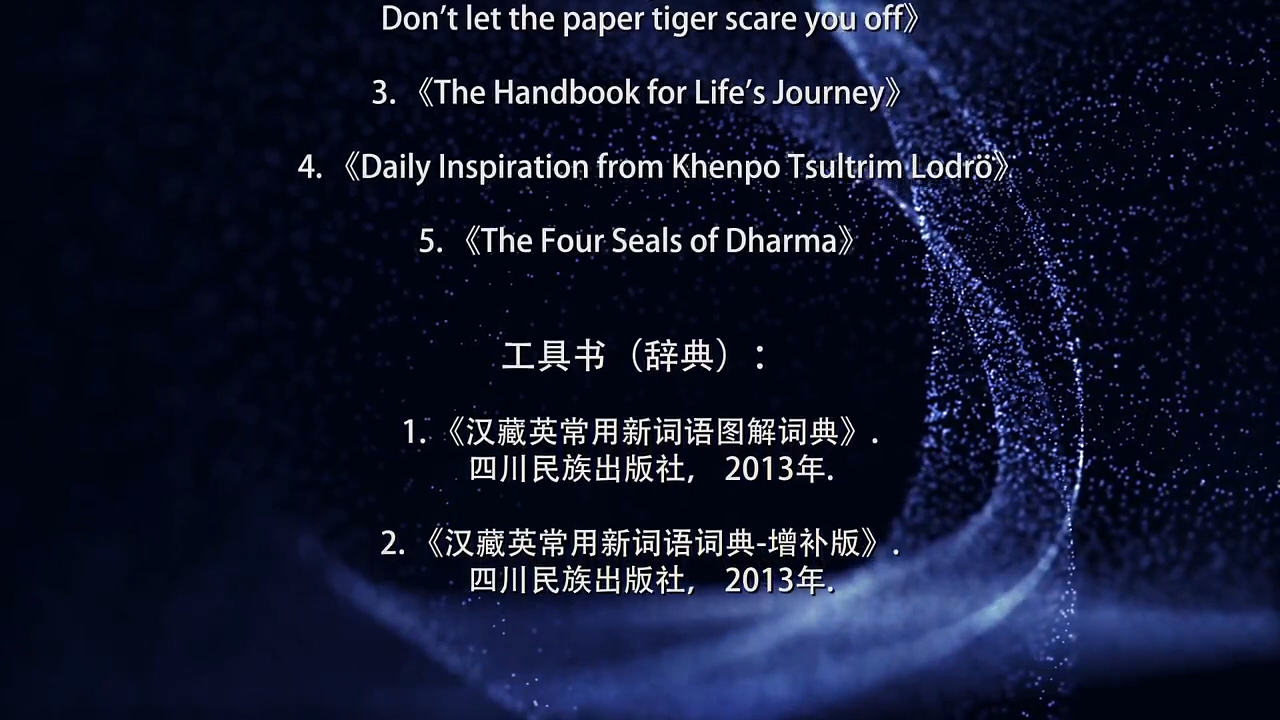 Don’t let the paper tiger scare you off》
3. 《The Handbook for Life’s Journey》
4. 《Daily Inspiration from Khenpo Tsultrim Lodrö》
5. 《The Four Seals of Dharma》
工具书（辞典）：
1. 《汉藏英常用新词语图解词典》.
四川民族出版社， 2013年.
2. 《汉藏英常用新词语词典-增补版》.
四川民族出版社， 2013年.